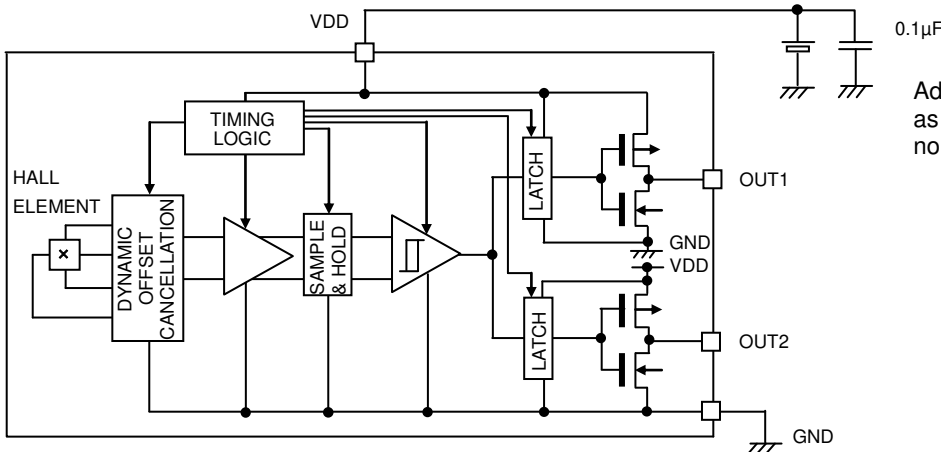 VDD
0.1µF
Ad
as
no
TIMING
LOGIC
HALL
ELEMENT
DYNAMIC
OFFSET
CANCELLATION
×
SAMPLE
& HOLD
LATCH
OUT1
GND
VDD
LATCH
OUT2
GND